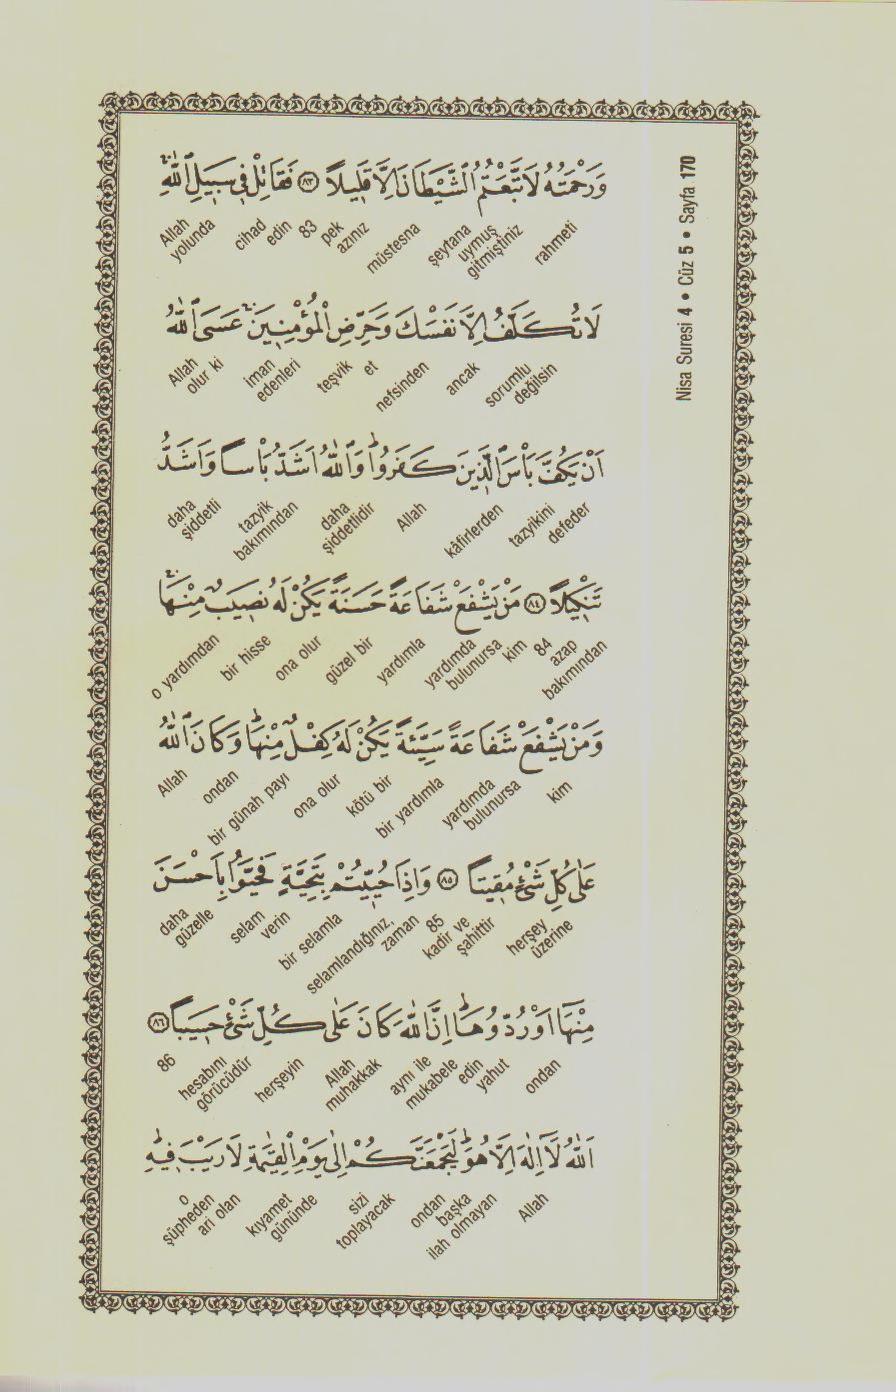 Nisa Suresi 4 • Cüz 5 • Sayfa 170
وَرَحْمَتُهُ لَاتَّبَعْتُمُ الشَّيْطَانَ اِلَّا قَلِيلًا ﴿٨٣﴾ فَقَاتِلْ فِي سَبِيلِ اللّٰهِ
rahmeti şeytana uymuş gitmiştiniz müstesna pek azınız 83 cihad edin Allah yolunda
لَا تُكَلَّفُ اِلَّا نَفْسَكَ وَحَرِّضِ الْمُؤْمِنِينَ عَسَى اللّٰهُ
sorumlu değilsin ancak nefsinden et teşvik iman edenleri Allah olur ki
اَنْ يَكُفَّ بَأْسَ الَّذِينَ كَفَرُوا وَاللّٰهُ اَشَدُّ بَأْسًا وَاَشَدُّ
defeder tazyikini kâfirlerden Allah daha şiddetlidir tazyik bakımından daha şiddetli
تَنْكِيلًا ﴿٨٤﴾ مَنْ يَشْفَعْ شَفَاعَةً حَسَنَةً يَكُنْ لَهُ نَصِيبٌ مِنْهَا
azap bakımından 84 kim yardımda bulunursa yardımla güzel bir ona olur bir hisse o yardımdan
وَمَنْ يَشْفَعْ شَفَاعَةً سَيِّئَةً يَكُنْ لَهُ كِفْلٌ مِنْهَا وَكَانَ اللّٰهُ
kim yardımda bulunursa bir yardımla kötü bir ona olur bir günah payı ondan Allah
عَلٰى كُلِّ شَيْءٍ مُقِيتًا ﴿٨٥﴾ وَاِذَا حُيِّيتُمْ بِتَحِيَّةٍ فَحَيُّوا بِاَحْسَنَ
herşey üzerine kadir ve şahittir 85 zaman selamlandığınız, bir selamla selam verin daha güzelle
مِنْهَا اَوْ رُدُّوهَا اِنَّ اللّٰهَ كَانَ عَلٰى كُلِّ شَيْءٍ حَسِيبًا ﴿٨٦﴾
ondan yahut aynı ile mukabele edin Allah muhakkak herşeyin hesabını görücüdür 86
اَللّٰهُ لَا اِلٰهَ اِلَّا هُوَ لَيَجْمَعَنَّكُمْ اِلٰى يَوْمِ الْقِيٰمَةِ لَا رَيْبَ فِيهِ
Allah ondan başka ilah olmayan sizi toplayacak kıyamet gününde o şüpheden ari olan